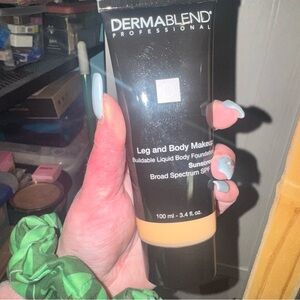 DERMABLEND
PROFESSIONAL
Leg and Body Makeup
Buildable Liquid Body Foundation
Sunscreen
Broad Spectrum SPF
100 ml - 3.4 fl. oz.